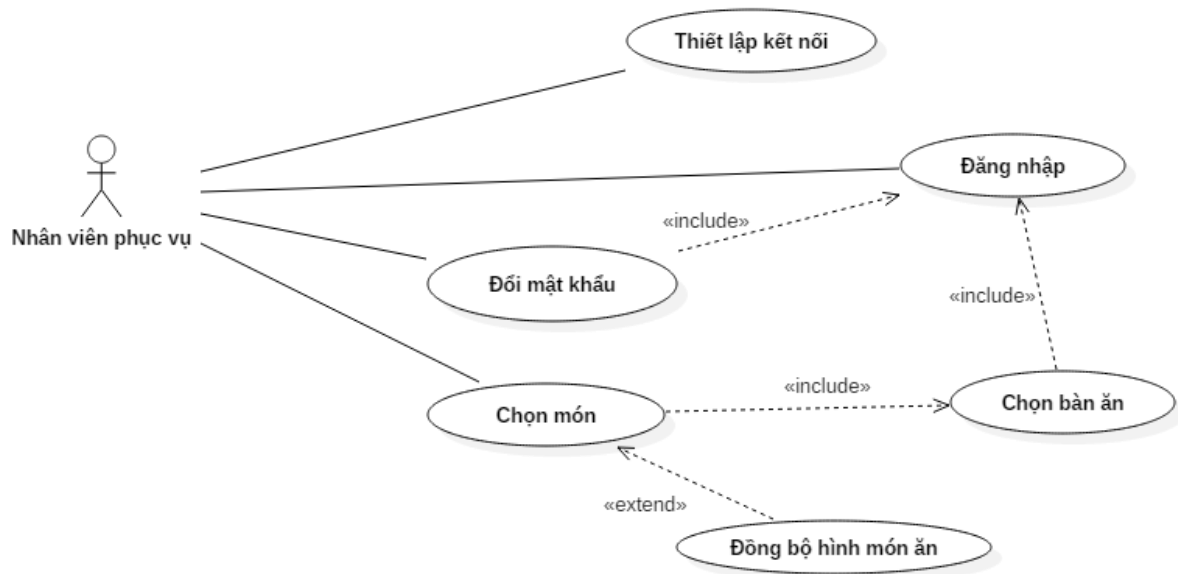 Thiết lập kết nối
Đăng nhập
«include»
Nhân viên phục vụ
Đổi mật khẩu
«include»
«include»
Chọn bàn ăn
Chọn món
«extend»
Đồng bộ hình món ăn